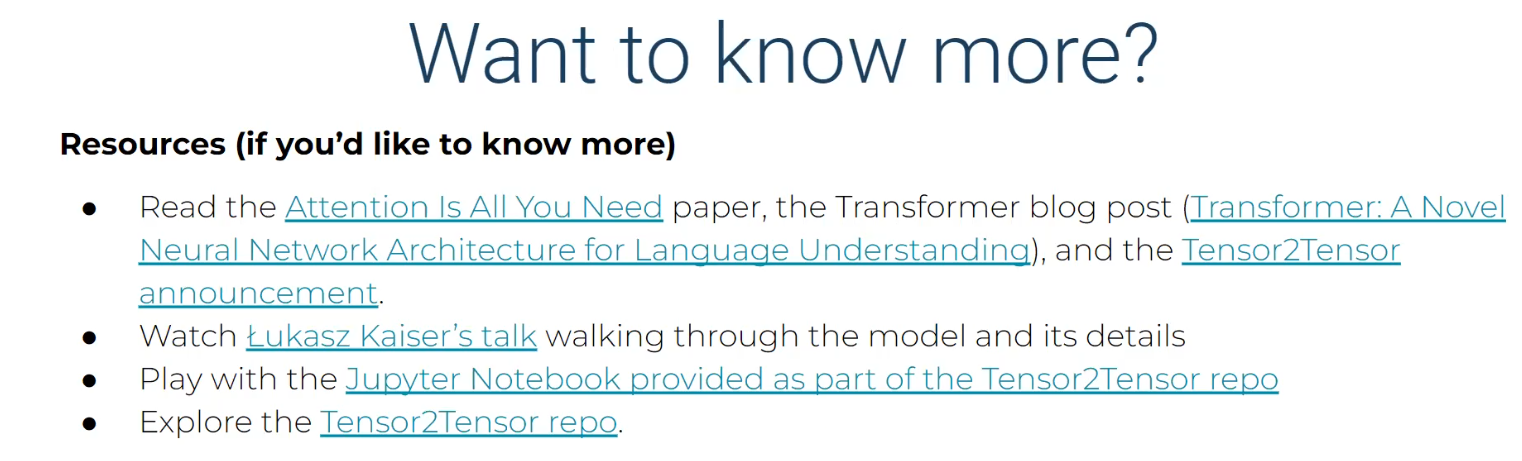 Want to know more?
Resources (if you’d like to know more)
● Read the Attention Is All You Need paper, the Transformer blog post (Transformer: A Novel
Neural Network Architecture for Language Understanding), and the Tensor2Tensor
announcement.
● Watch Łukasz Kaiser’s talk walking through the model and its details
● Play with the Jupyter Notebook provided as part of the Tensor2Tensor repo
● Explore the Tensor2Tensor repo.